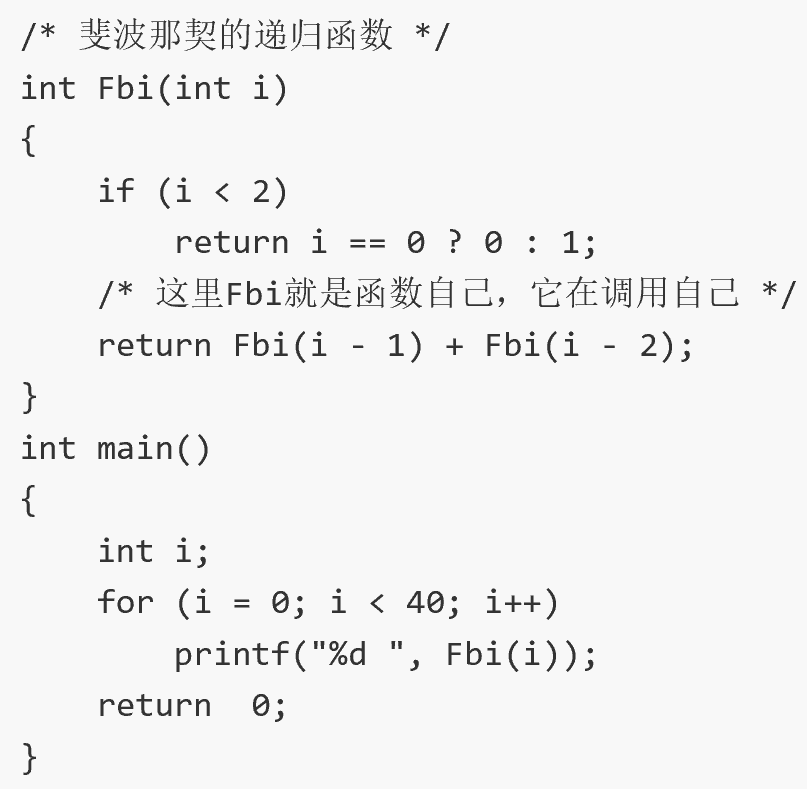 /* 斐波那契的递归函数 */
int Fbi(int i)
{
    if (i < 2)
        return i == 0 ? 0 : 1;
    /* 这里Fbi就是函数自己，它在调用自己 */
    return Fbi(i - 1) + Fbi(i - 2);
}
int main()
{
    int i;
    for (i = 0; i < 40; i++)
        printf("%d ", Fbi(i));
    return  0;
}